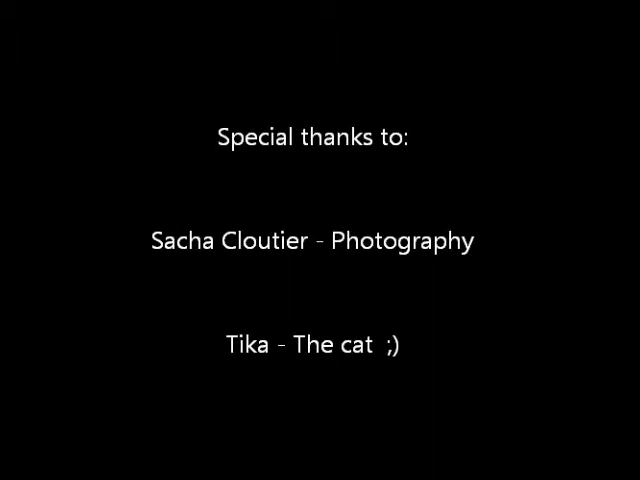 Special thanks to:
Sacha Cloutier - Photography
Tika - The cat ;)